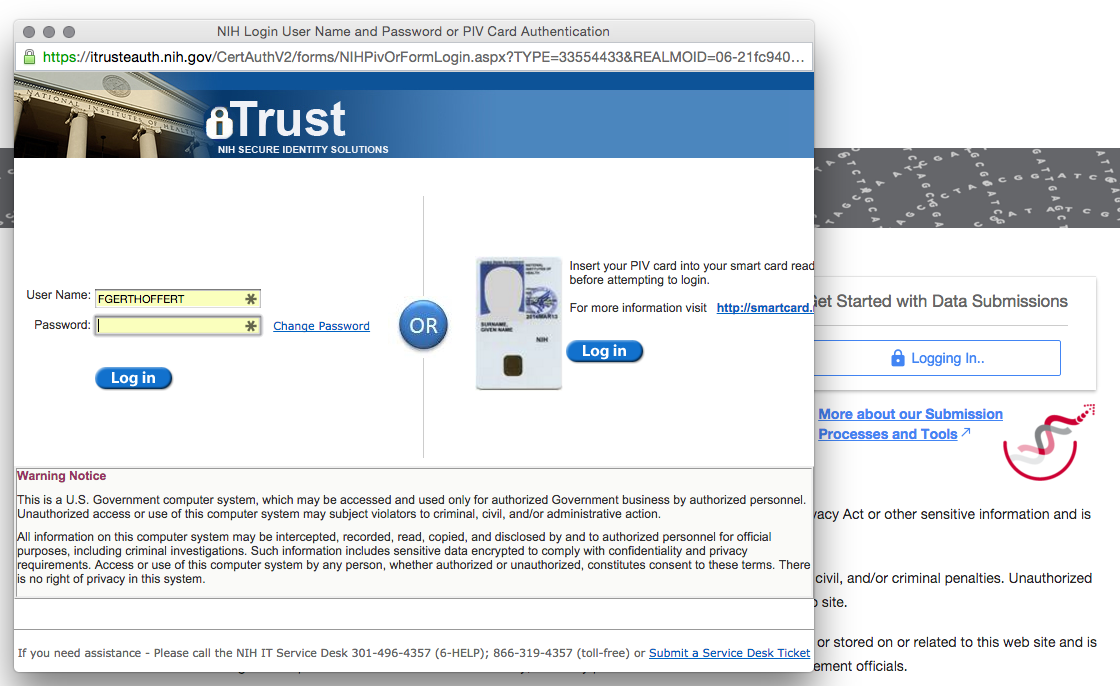 NIH Login User Name and Password or PIV Card Authentication
https://itrusteauth.nih.gov/CertAuthV2/forms/NIHPivOrFormLogin.aspx?TYPE=33554433&REALMOID=06-21fc940...
NATIONAL INSTITUTES OF HEALTH
iTrust
NIH SECURE IDENTITY SOLUTIONS
User Name: FGERTHOFFERT
Password:
Change Password
Log in
OR
SURNAME,
GIVEN NAME
NIH
Insert your PIV card into your smart card read
before attempting to login.
For more information visit http://smartcard.
Log in
Get Started with Data Submissions
Logging In..
More about our Submission
Processes and Tools
Warning Notice
This is a U.S. Government computer system, which may be accessed and used only for authorized Government business by authorized personnel.
Unauthorized access or use of this computer system may subject violators to criminal, civil, and/or administrative action.
All information on this computer system may be intercepted, recorded, read, copied, and disclosed by and to authorized personnel for official
purposes, including criminal investigations. Such information includes sensitive data encrypted to comply with confidentiality and privacy
requirements. Access or use of this computer system by any person, whether authorized or unauthorized, constitutes consent to these terms. There
is no right of privacy in this system.
vacy Act or other sensitive information and is
civil, and/or criminal penalties. Unauthorized
site.
or stored on or related to this web site and is
ement officials.
If you need assistance - Please call the NIH IT Service Desk 301-496-4357 (6-HELP); 866-319-4357 (toll-free) or Submit a Service Desk Ticket